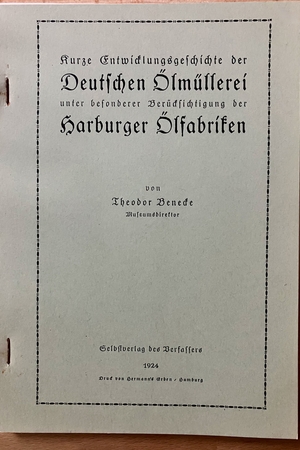 Kurze Entwicklungsgeschichte der
Deutschen Ölmüllerei
unter besonderer Berücksichtigung der
Harburger Ölfabriken
von
Theodor Benecke
Museumsdirektor
Selbstverlag des Verfassers
1924
Druck von Hermann's Erben / Hamburg